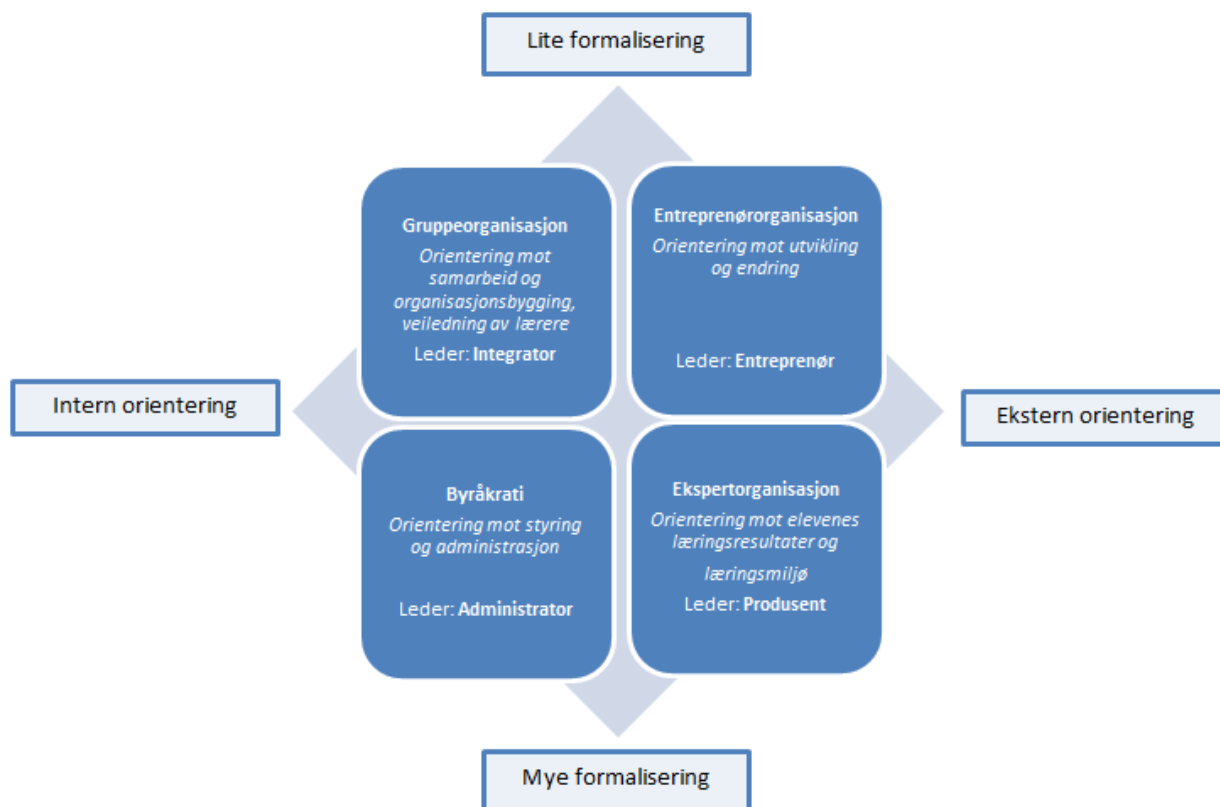 Lite formalisering
Gruppeorganisasjon
Orientering mot
samarbeid og
organisasjonsbygging,
veiledning av lærere
Leder: Integrator
Entreprenørorganisasjon
Orientering mot utvikling
og endring
Leder: Entreprenør
Intern orientering
Ekstern orientering
Byråkrati
Orientering mot styring
og administrasjon
Leder: Administrator
Ekspertorganisasjon
Orientering mot elevenes
læringsresultater og
læringsmiljø
Leder: Produsent
Mye formalisering